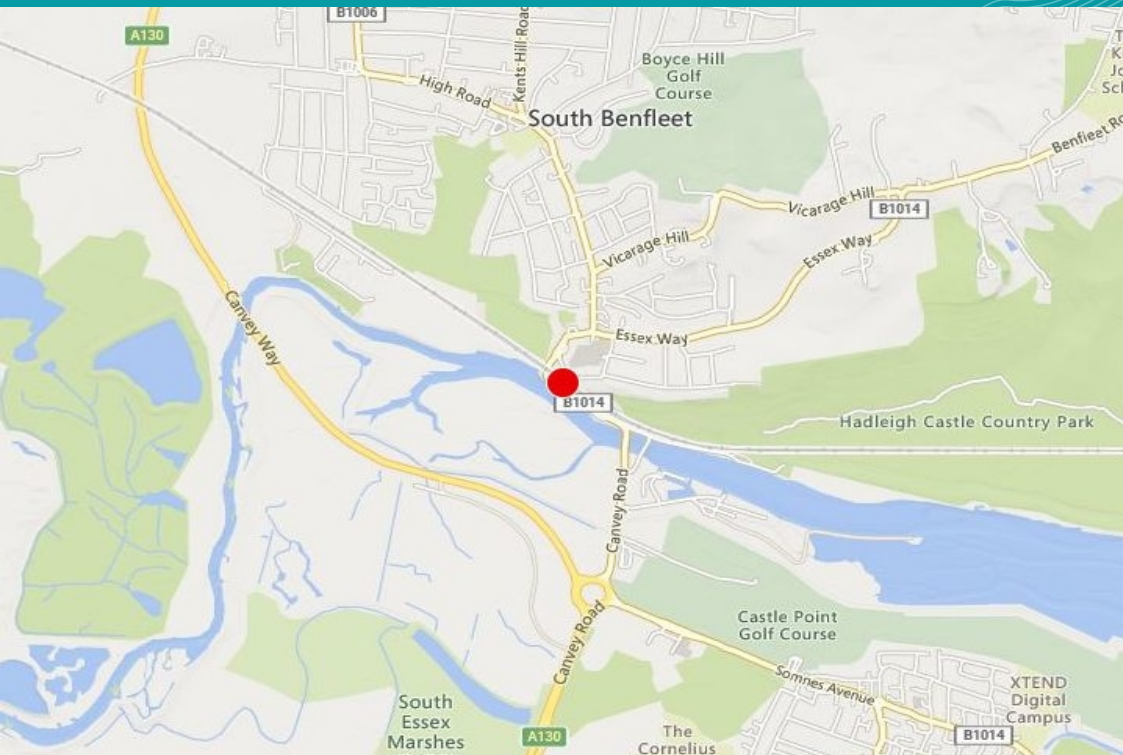 B1006
A130
Kents Hill Road
High Road
Boyce Hill
Golf
Course
South Benfleet
Benfleet
Vicarage Hill
B1014
Vicarage Hill
Essex Way
Canvey Way
Essex Way
B1014
Hadleigh Castle Country Park
Canvey Road
Castle Point
Golf Course
Canvey Road
Somnes Avenue
XTEND
Digital
Campus
South
Essex
Marshes
A130
The
Cornelius
B1014